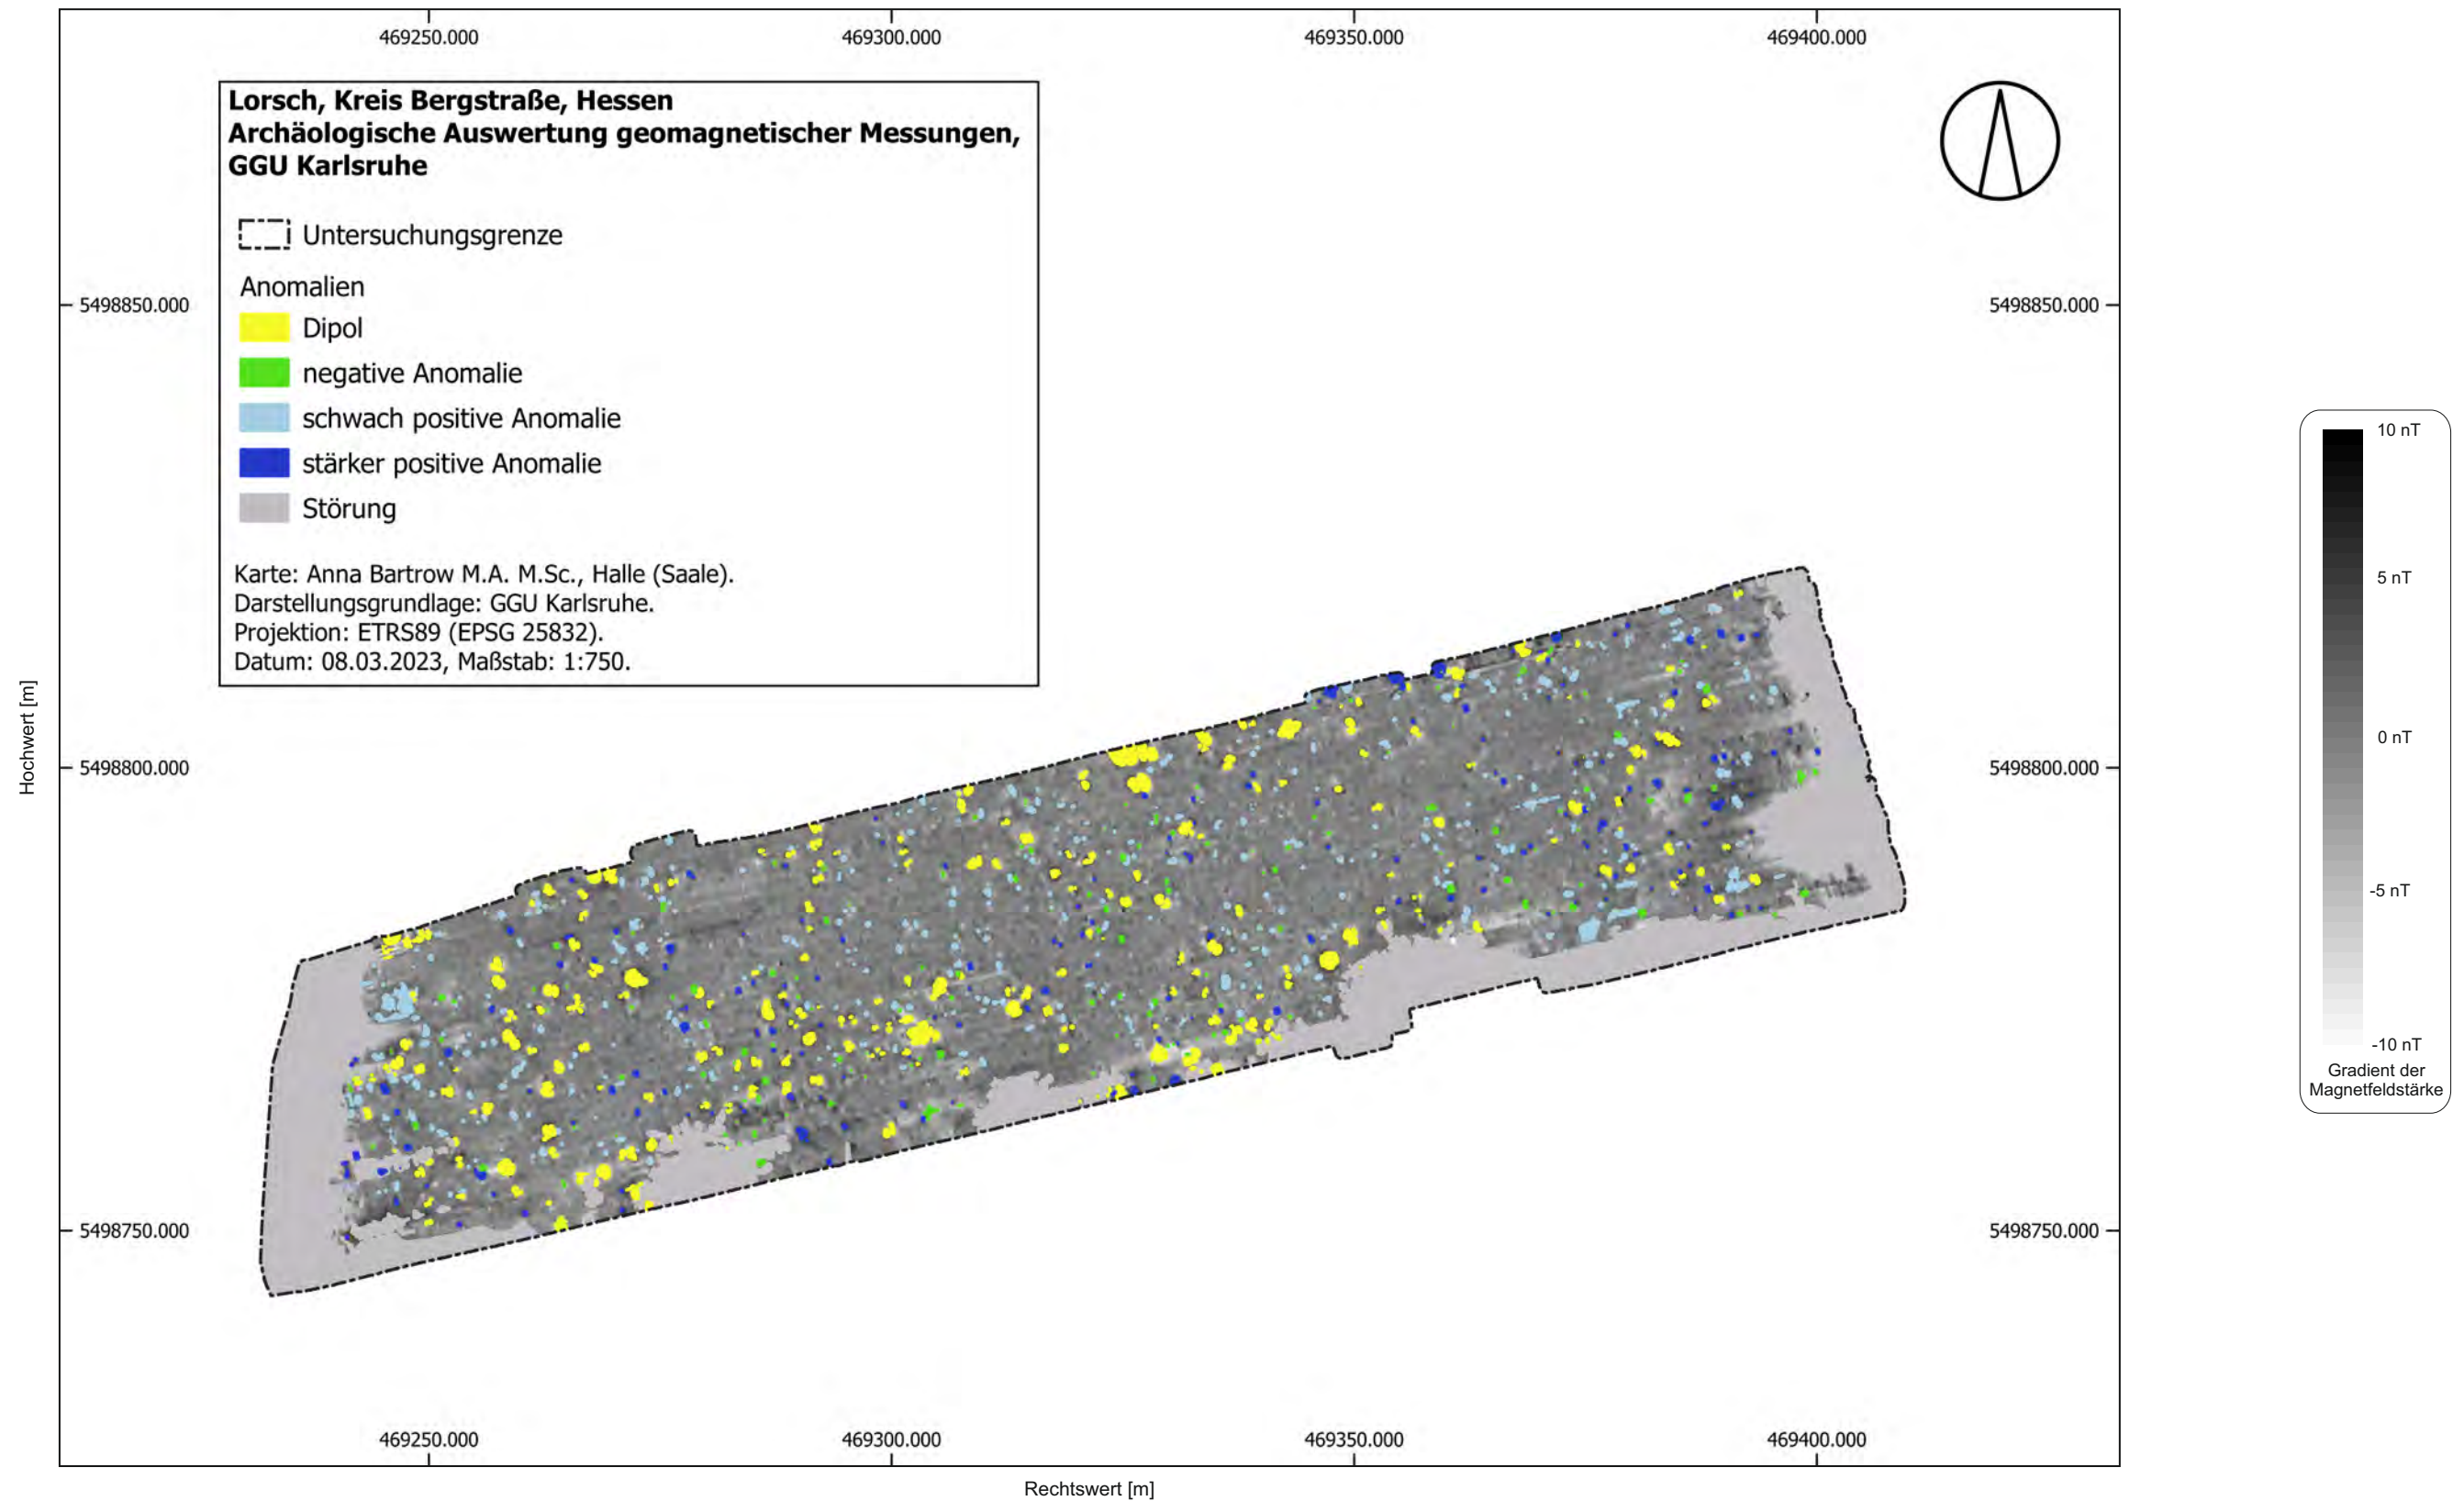 469250.000 469300.000 469350.000 469400.000
Lorsch, Kreis Bergstraße, Hessen
Archäologische Auswertung geomagnetischer Messungen,
GGU Karlsruhe
Untersuchungsgrenze
Anomalien
Dipol
negative Anomalie
schwach positive Anomalie
stärker positive Anomalie
Störung
Karte: Anna Bartrow M.A. M.Sc., Halle (Saale).
Darstellungsgrundlage: GGU Karlsruhe.
Projektion: ETRS89 (EPSG 25832).
Datum: 08.03.2023, Maßstab: 1:750.
5498850.000 5498850.000
5498800.000 5498800.000
5498750.000 5498750.000
Hochwert [m]
469250.000 469300.000 469350.000 469400.000
Rechtswert [m]
10 nT
5 nT
0 nT
-5 nT
-10 nT
Gradient der
Magnetfeldstärke